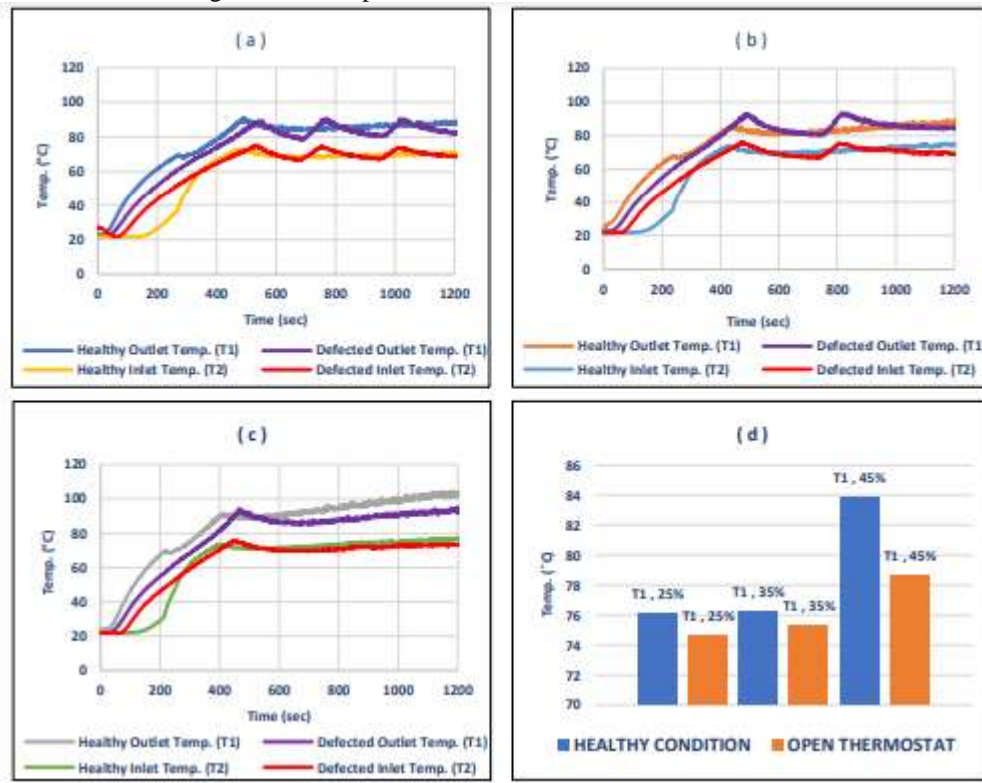 ( a )
120
100
80
60
40
20
0
Temp. (°C)
0 200 400 600 800 1000 1200
Time (sec)
Healthy Outlet Temp. (T1) Defected Outlet Temp. (T1)
Healthy Inlet Temp. (T2) Defected Inlet Temp. (T2)
( b )
120
100
80
60
40
20
0
Temp. (°C)
0 200 400 600 800 1000 1200
Time (sec)
Healthy Outlet Temp. (T1) Defected Outlet Temp. (T1
Healthy Inlet Temp. (T2) Defected Inlet Temp. (T2)
( c )
120
100
80
60
40
20
0
Temp. (°C)
0 200 400 600 800 1000 1200
Time (sec)
Healthy Outlet Temp. (T1) Defected Outlet Temp. (T1)
Healthy Inlet Temp. (T2) Defected Inlet Temp. (T2)
( d )
86
84
82
80
78
76
74
72
70
Temp. (°C)
T1 , 25%
T1 , 25%
T1 , 35%
T1 , 35%
T1 , 45%
T1 , 45%
HEALTHY CONDITION OPEN THERMOSTAT